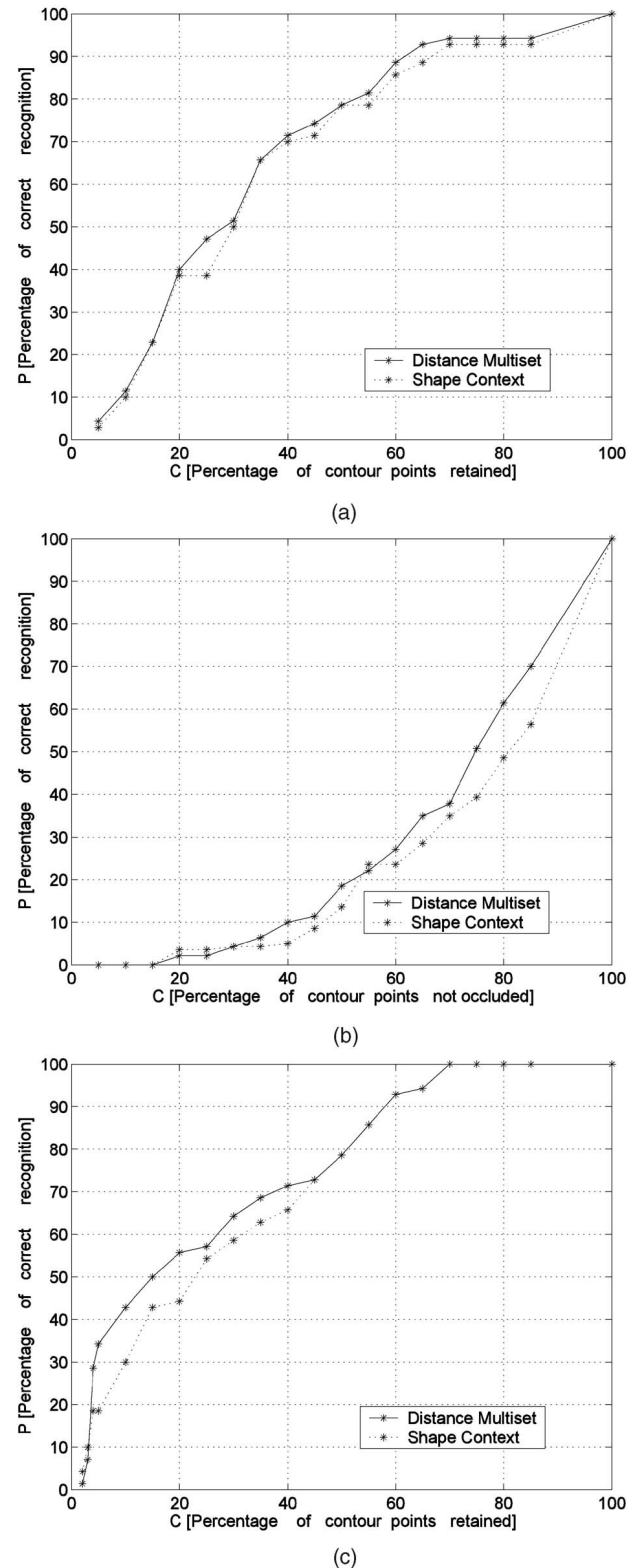 100
90
80
70
60
50
40
30
20
10
0
P [Percentage of correct recognition]
Distance Multiset
Shape Context
0 20 40 60 80 100
C [Percentage of contour points retained]
(a)
100
90
80
70
60
50
40
30
20
10
0
P [Percentage of correct recognition]
Distance Multiset
Shape Context
0 20 40 60 80 100
C [Percentage of contour points not occluded]
(b)
100
90
80
70
60
50
40
30
20
10
0
P [Percentage of correct recognition]
Distance Multiset
Shape Context
0 20 40 60 80 100
C [Percentage of contour points retained]
(c)